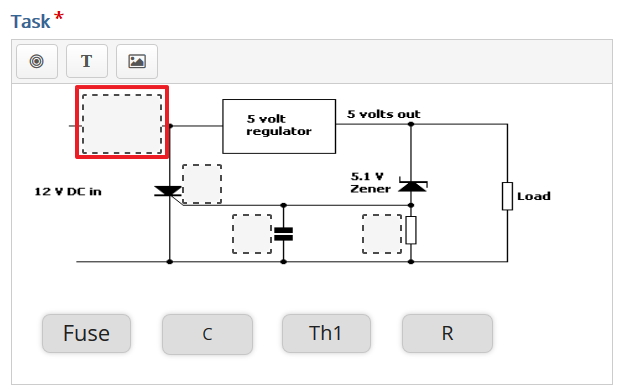 Task *
T
5 volt
regulator
5 volts out
5.1 V
Zener
12 V DC in
Load
Fuse
C
Th1
R